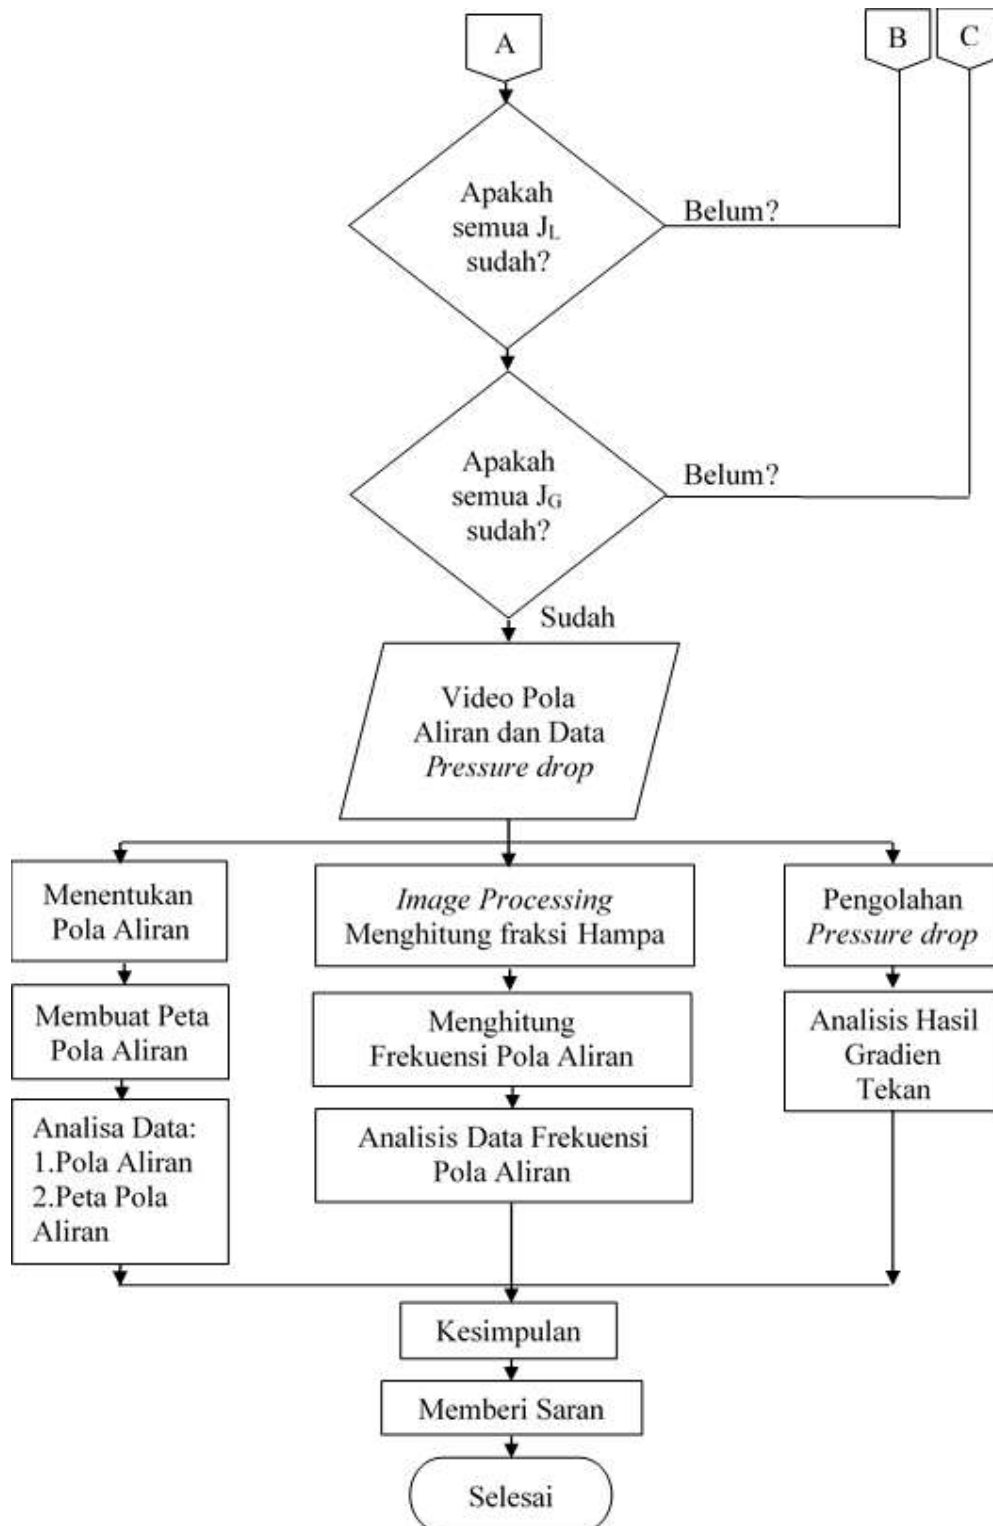 A
B
C
Apakah
semua J_L
sudah?
Belum?
Apakah
semua J_G
sudah?
Belum?
Sudah
Video Pola
Aliran dan Data
Pressure drop
Menentukan
Pola Aliran
Image Processing
Menghitung fraksi Hampa
Pengolahan
Pressure drop
Membuat Peta
Pola Aliran
Menghitung
Frekuensi Pola Aliran
Analisis Hasil
Gradien
Tekan
Analisa Data:
1.Pola Aliran
2.Peta Pola
Aliran
Analisis Data Frekuensi
Pola Aliran
Kesimpulan
Memberi Saran
Selesai